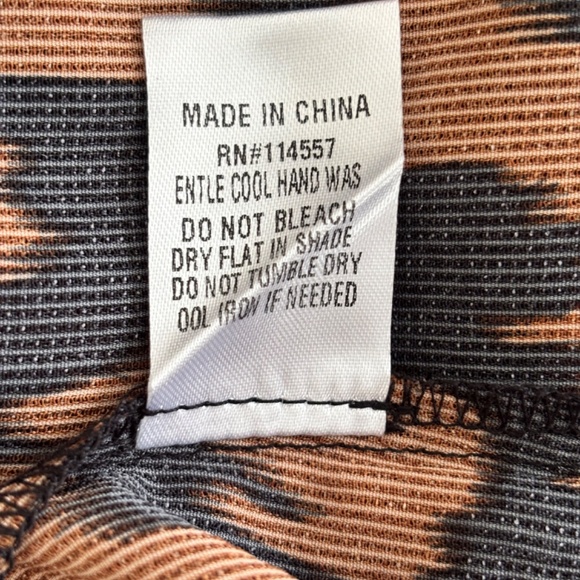 MADE IN CHINA
RN#114557
ENTLE COOL HAND WAS
DO NOT BLEACH
DRY FLAT IN SHADE
DO NOT TUMBLE DRY
OOL IRON IF NEEDED